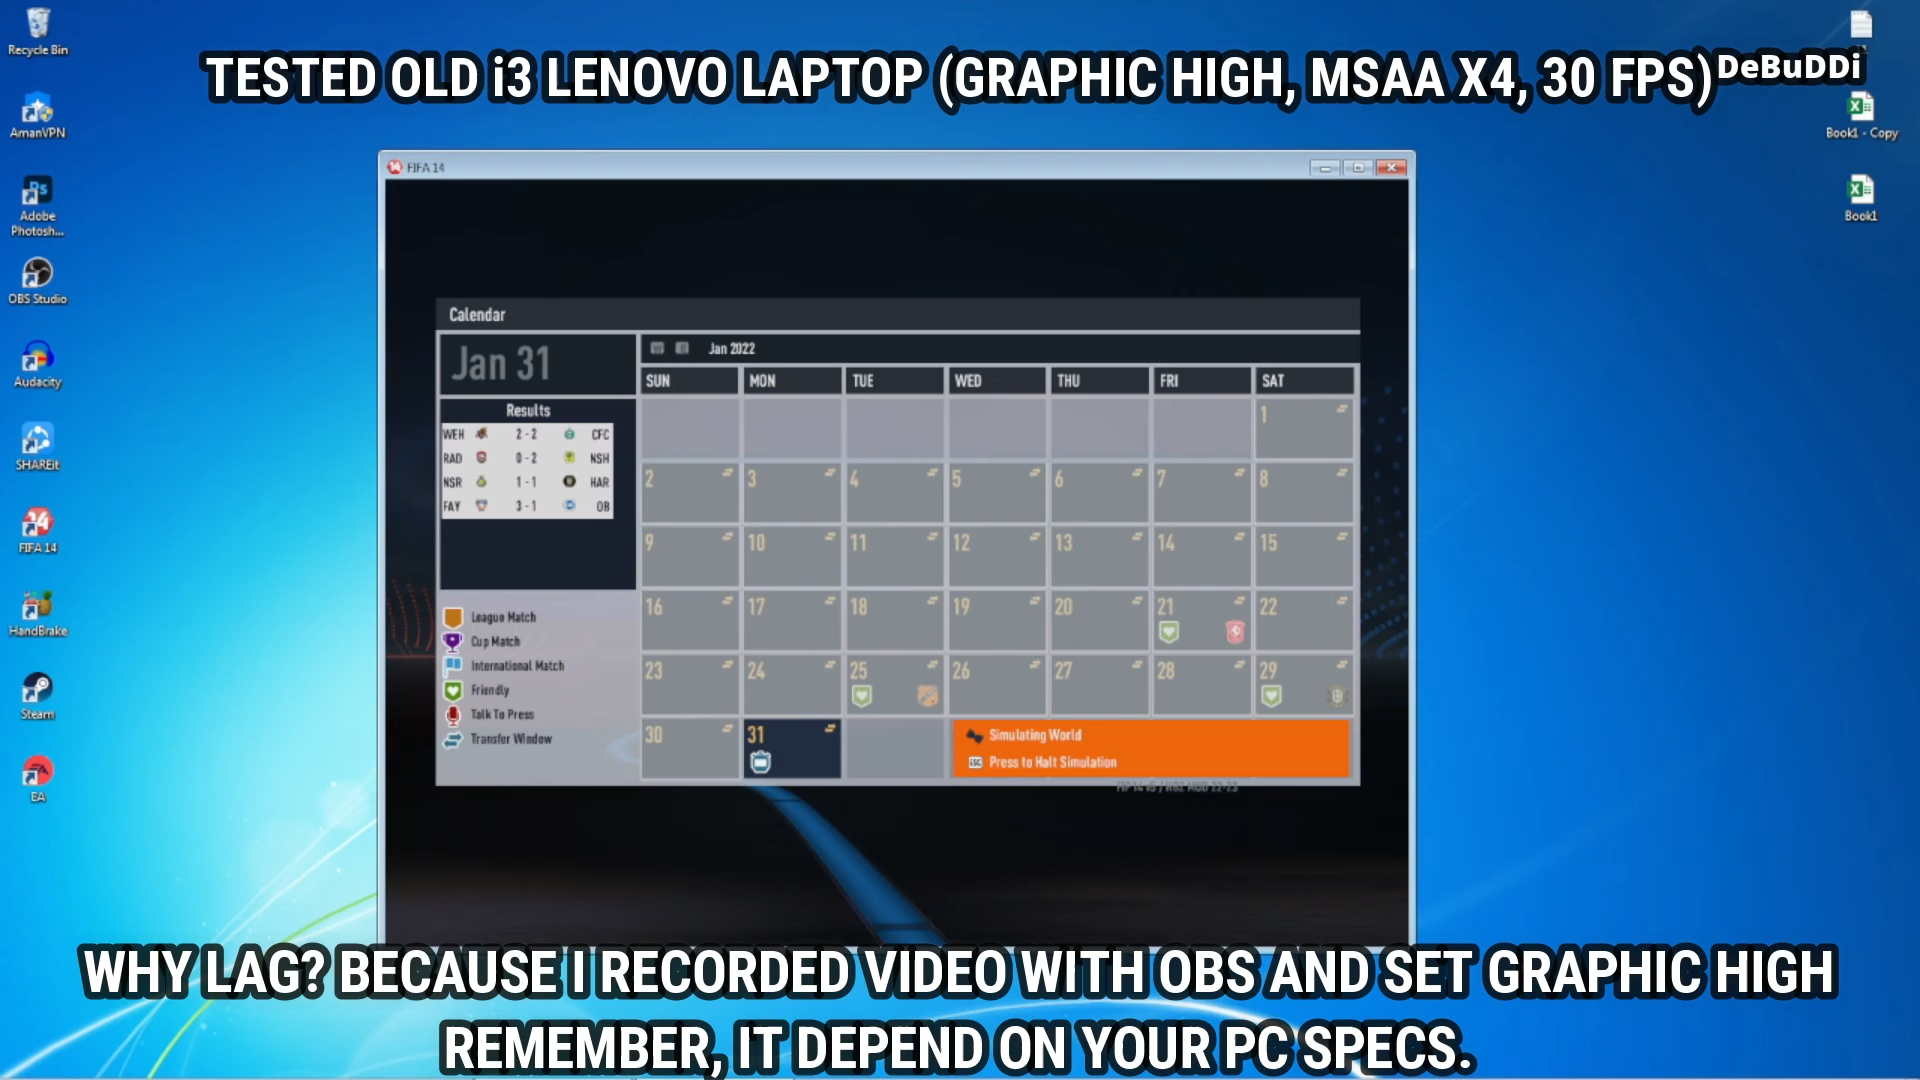 TESTED OLD i3 LENOVO LAPTOP (GRAPHIC HIGH, MSAA X4, 30 FPS)
DeBuDDi
Recycle Bin
AmanVPN
Adobe
Photosh...
OBS Studio
Audacity
SHAREit
FIFA 14
HandBrake
Steam
EA
Book1 - Copy
Book1
FIFA 14
Calendar
Jan 31
Jan 2022
SUN MON TUE WED THU FRI SAT
Results
WEH 2 - 2 CFC
RAD 0 - 2 NSH
NSR 1 - 1 HAR
FAY 3 - 1 OB
1
2 3 4 5 6 7 8
9 10 11 12 13 14 15
16 17 18 19 20 21 22
23 24 25 26 27 28 29
30 31
League Match
Cup Match
International Match
Friendly
Talk To Press
Transfer Window
Simulating World
ESC Press to Halt Simulation
WHY LAG? BECAUSE I RECORDED VIDEO WITH OBS AND SET GRAPHIC HIGH
REMEMBER, IT DEPEND ON YOUR PC SPECS.